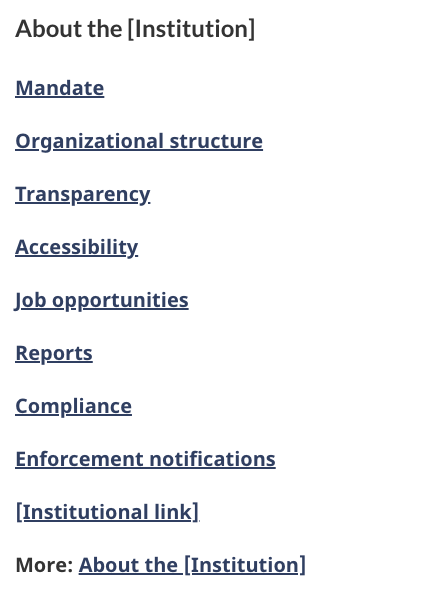 About the [Institution]
Mandate
Organizational structure
Transparency
Accessibility
Job opportunities
Reports
Compliance
Enforcement notifications
[Institutional link]
More: About the [Institution]